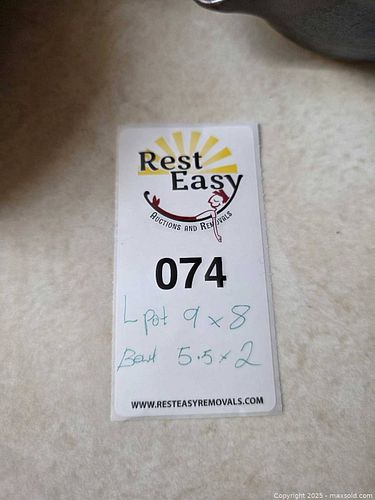 Rest
Easy
AUCTIONS AND REMOVALS
074
L pot 9 x 8
Bowl 5.5 x 2
WWW.RESTEASYREMOVALS.COM
Copyright 2025 - maxsold.com